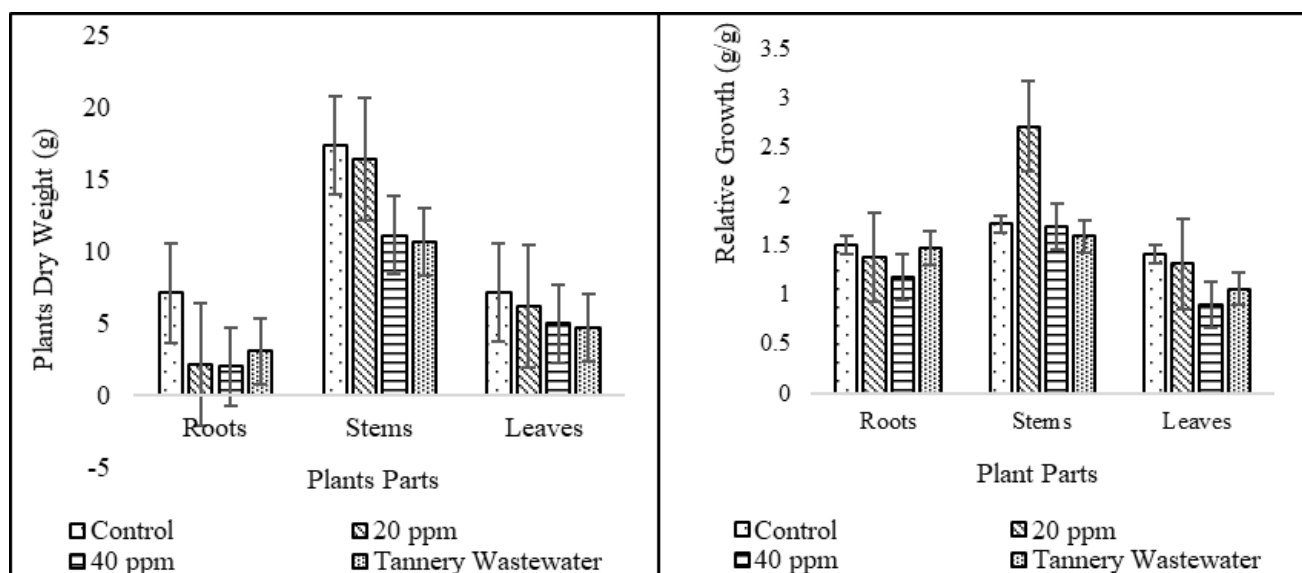 25
20
15
10
5
0
-5
Plants Dry Weight (g)
Roots Stems Leaves
Plants Parts
Control 20 ppm
40 ppm Tannery Wastewater
3.5
3
2.5
2
1.5
1
0.5
0
Relative Growth (g/g)
Roots Stems Leaves
Plant Parts
Control 20 ppm
40 ppm Tannery Wastewater